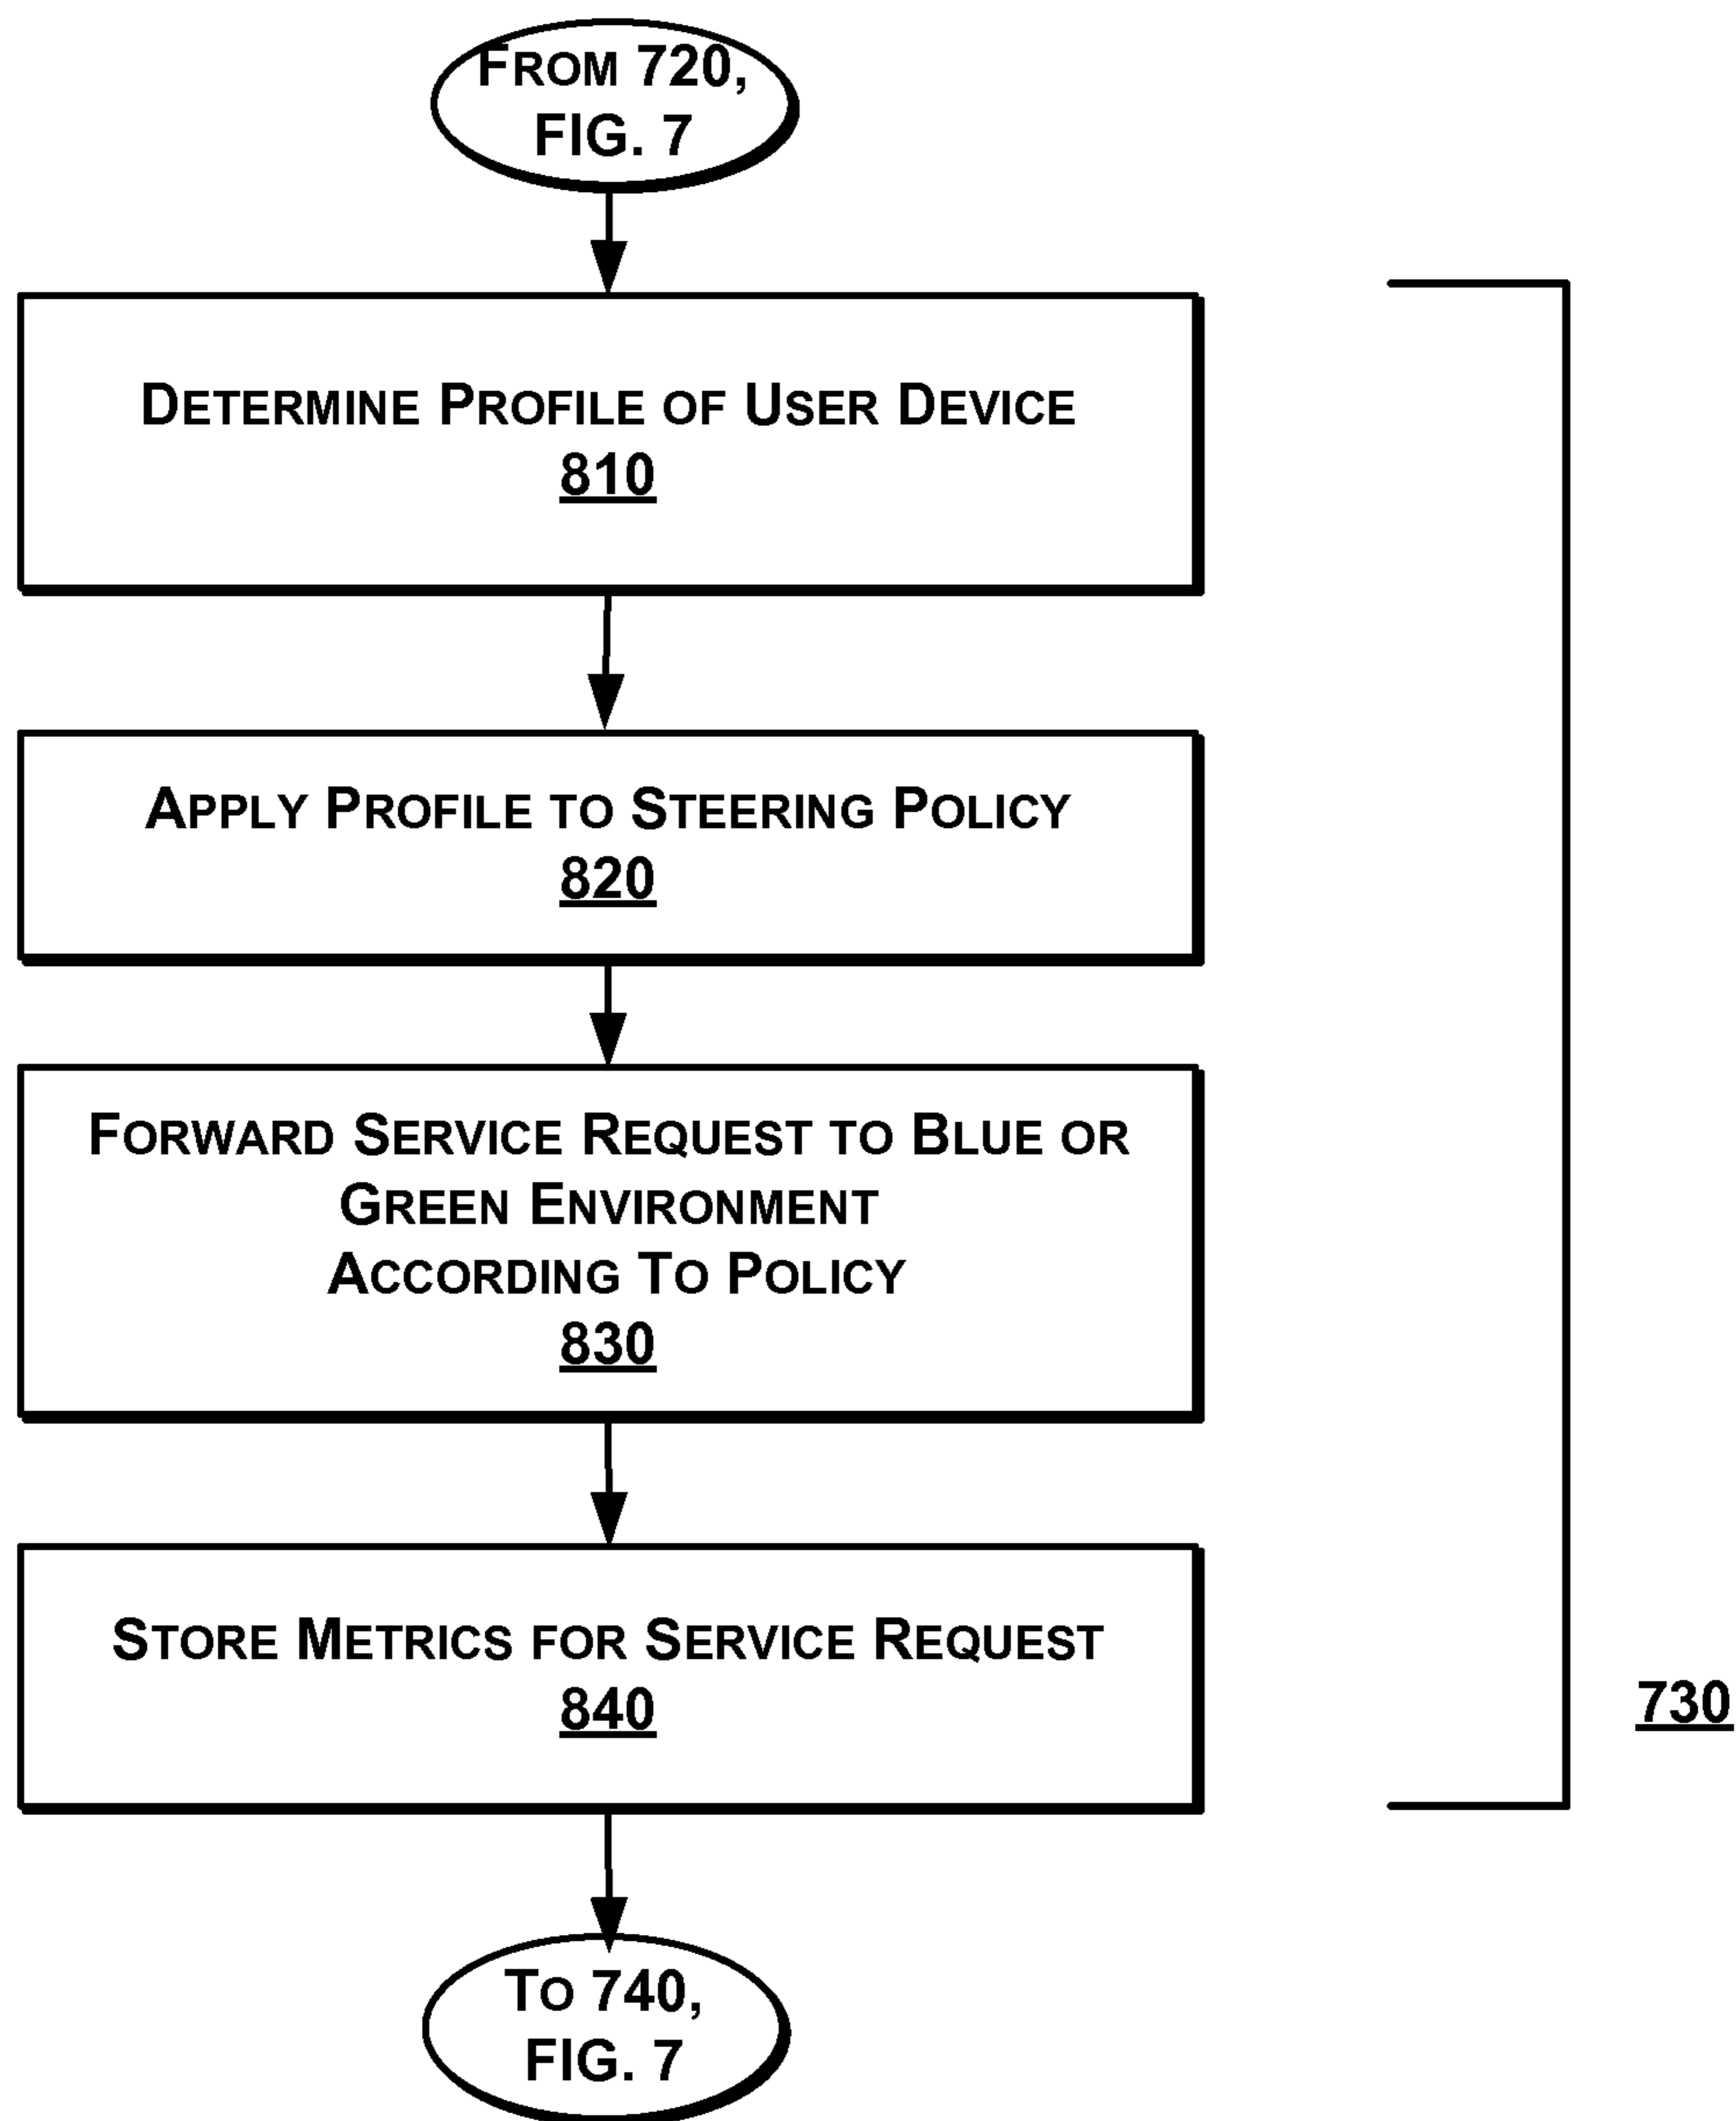 FROM 720,
FIG. 7
DETERMINE PROFILE OF USER DEVICE
810
APPLY PROFILE TO STEERING POLICY
820
FORWARD SERVICE REQUEST TO BLUE OR
GREEN ENVIRONMENT
ACCORDING TO POLICY
830
STORE METRICS FOR SERVICE REQUEST
840
730
TO 740,
FIG. 7